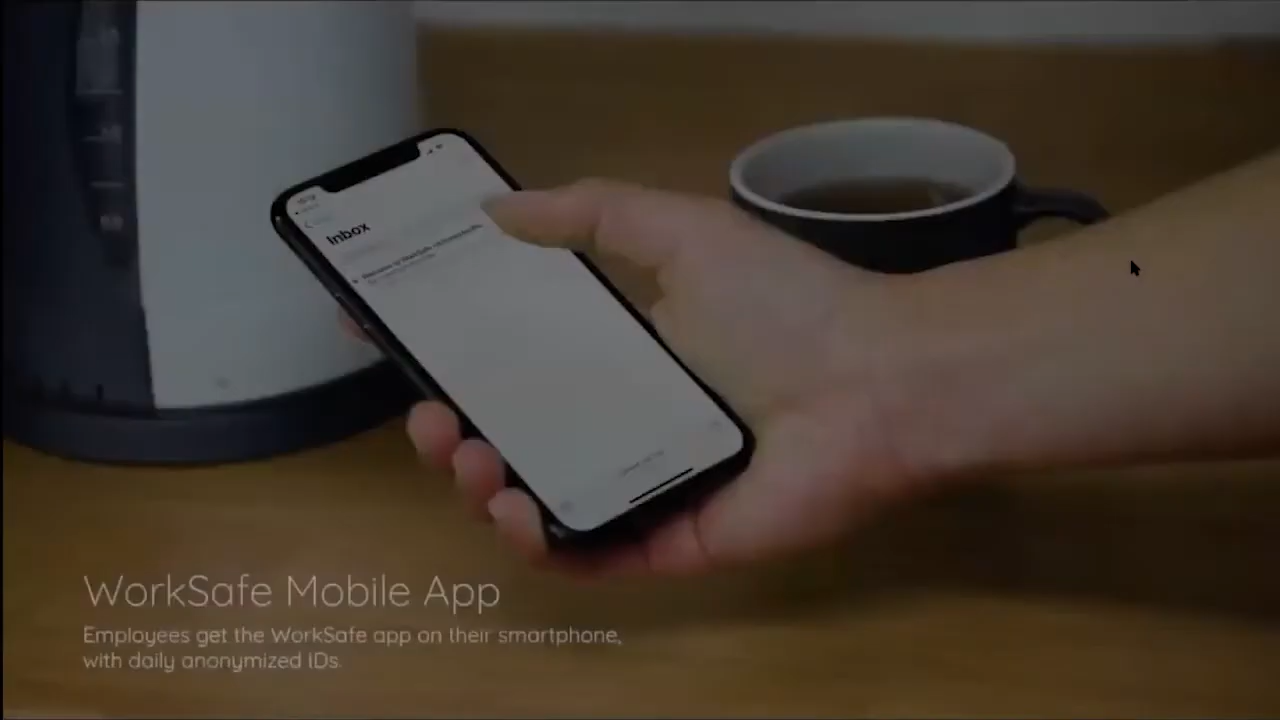 Inbox
WorkSafe Mobile App
Employees get the WorkSafe app on their smartphone,
with daily anonymized IDs.